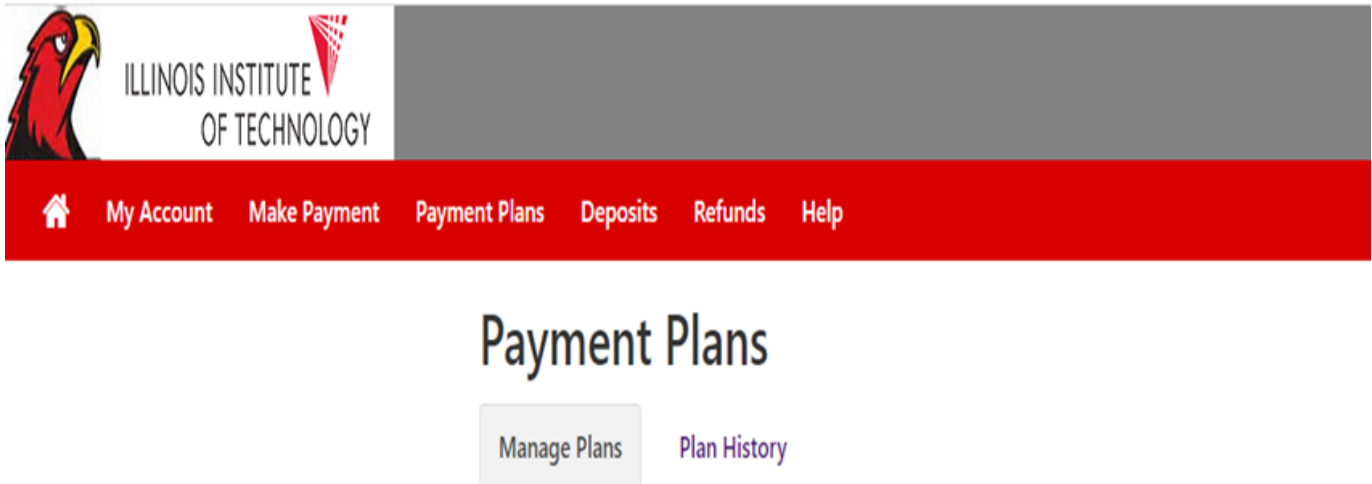 ILLINOIS INSTITUTE
OF TECHNOLOGY
My Account Make Payment Payment Plans Deposits Refunds Help
Payment Plans
Manage Plans Plan History